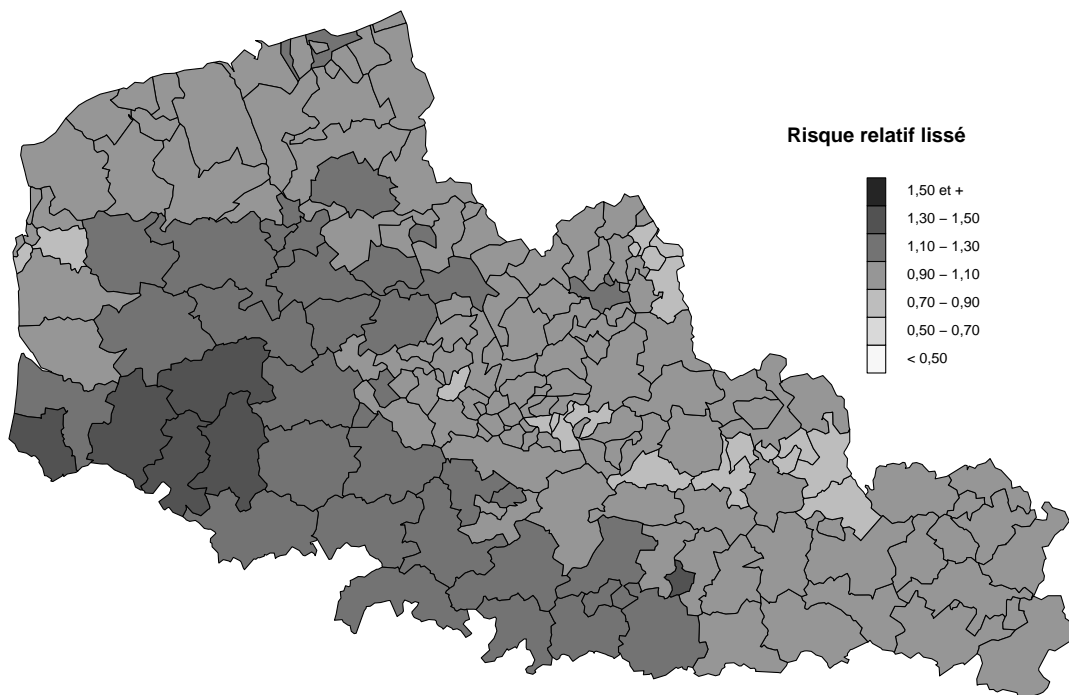 Risque relatif lissé
1,50 et +
1,30 – 1,50
1,10 – 1,30
0,90 – 1,10
0,70 – 0,90
0,50 – 0,70
< 0,50